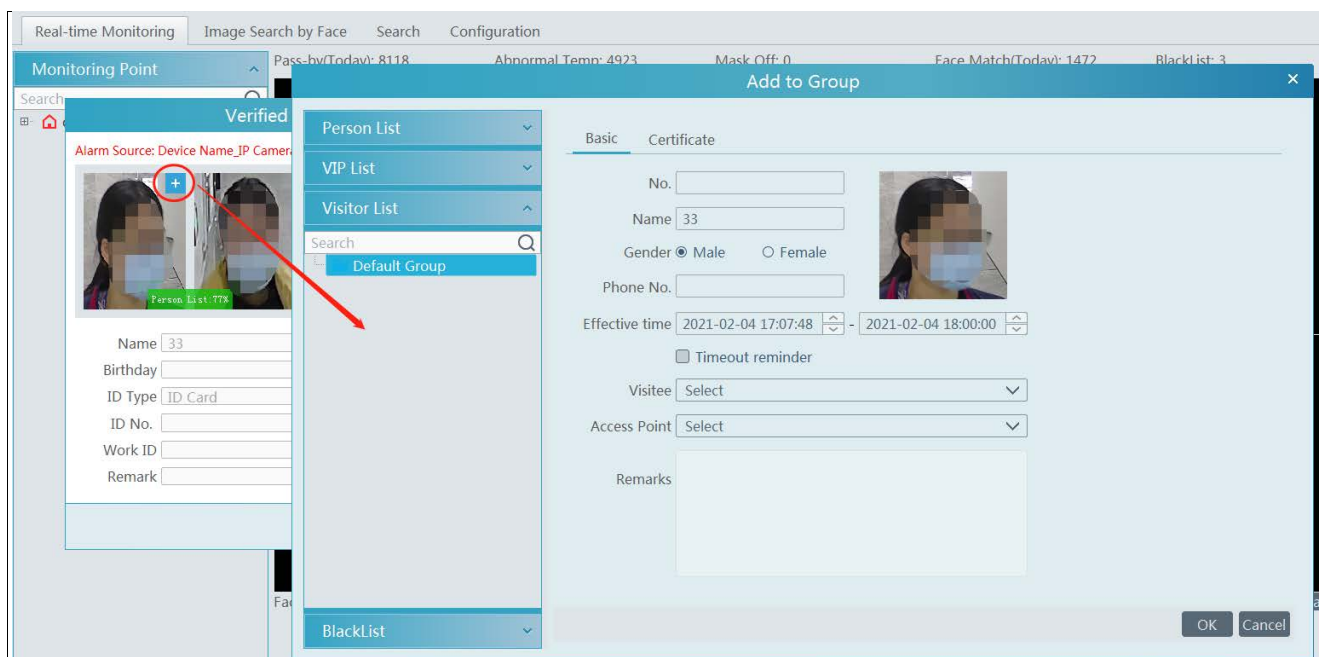 Real-time Monitoring Image Search by Face Search Configuration
Monitoring Point
Pass-by(Today): 8118 Abnormal Temp: 4923 Mask Off: 0 Face Match(Today): 1472 BlackList: 3
Search
Verified
Alarm Source: Device Name_IP Camera
+
Person List:77%
Name 33
Birthday
ID Type ID Card
ID No.
Work ID
Remark
Add to Group
Person List
VIP List
Visitor List
Search
Default Group
BlackList
Basic Certificate
No.
Name 33
Gender Male Female
Phone No.
Effective time 2021-02-04 17:07:48 - 2021-02-04 18:00:00
Timeout reminder
Visitee Select
Access Point Select
Remarks
OK Cancel